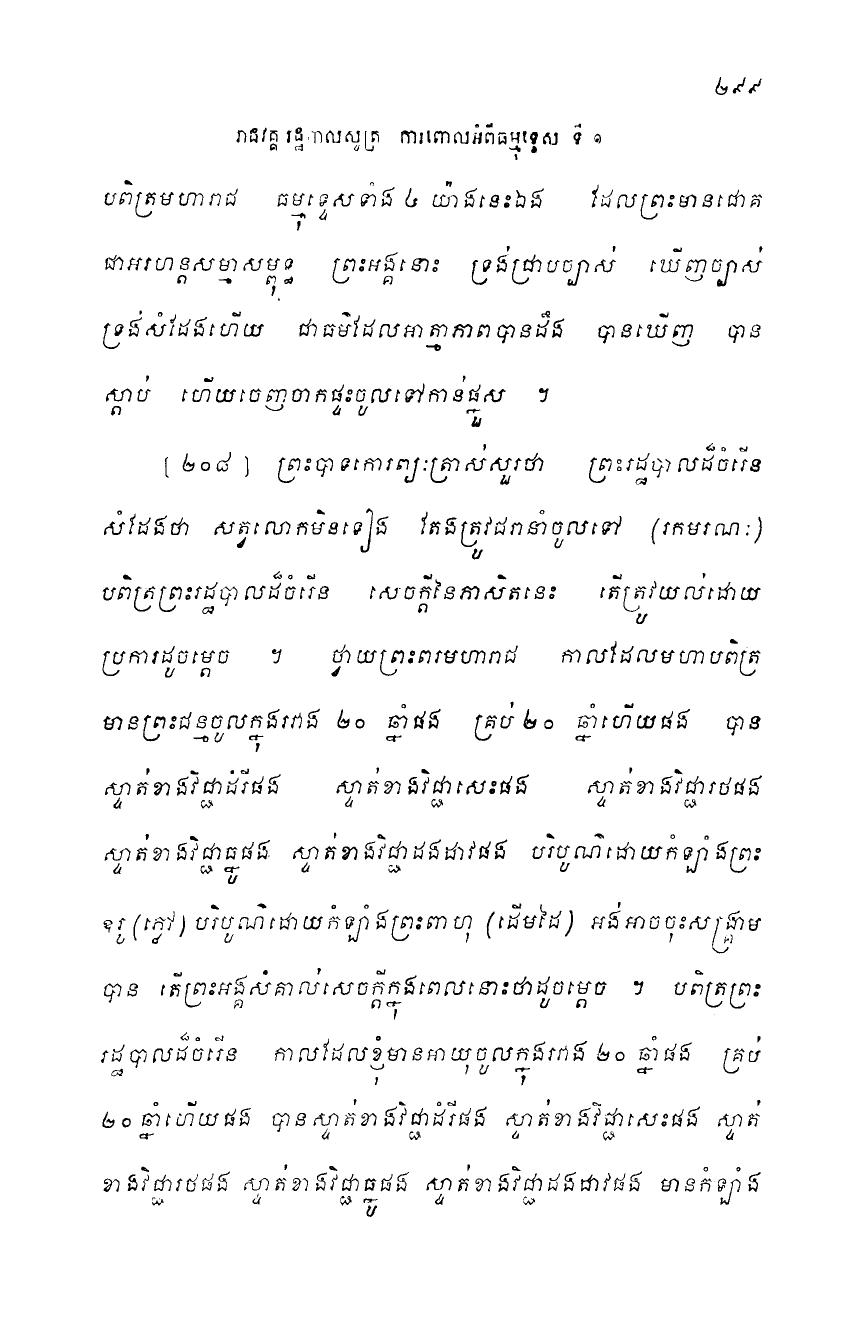 ២៩៩
រាជវគ្គ រដ្ឋបាលសូត្រ ការពោលអំពីធម្មុទ្ទេស ទី ១
បពិត្រមហារាជ ធម្មុទ្ទេសទាំង ៤ យ៉ាងនេះឯង ដែលព្រះមានជោគ
ជាអរហន្តសម្មាសម្ពុទ្ធ ព្រះអង្គនោះ ទ្រង់ជ្រាបច្បាស់ ឃើញច្បាស់
ទ្រង់សំដែងហើយ ជាធម៌ដែលអាត្មាភាពបានដឹង បានឃើញ បាន
ស្តាប់ ហើយចេញចាកផ្ទះចូលទៅកាន់ផ្នួស ។
[ ២០៨ ] ព្រះបាទកោរព្យៈត្រាស់សួរថា ព្រះរដ្ឋបាលដ៏ចំរើន
សំដែងថា សត្វលោកមិនទៀង តែងត្រូវជរានាំចូលទៅ (រកមរណៈ)
បពិត្រព្រះរដ្ឋបាលដ៏ចំរើន សេចក្តីនៃភាសិតនេះ តើត្រូវយល់ដោយ
ប្រការដូចម្តេច ។ ថ្វាយព្រះពរមហារាជ កាលដែលមហាបពិត្រ
មានព្រះជន្មចូលក្នុងរវាង ២០ ឆ្នាំផង គ្រប់ ២០ ឆ្នាំហើយផង បាន
ស្ទាត់ខាងវិជ្ជាដំរីផង ស្ទាត់ខាងវិជ្ជាសេះផង ស្ទាត់ខាងវិជ្ជារថផង
ស្ទាត់ខាងវិជ្ជាធ្នូផង ស្ទាត់ខាងវិជ្ជាដងដាវផង បរិបូណ៌ដោយកំឡាំងព្រះ
ខរូ (ភ្លៅ) បរិបូណ៌ដោយកំឡាំងព្រះពាហុ (ដើមដៃ) អង់អាចចុះសង្គ្រាម
បាន តើព្រះអង្គសំគាល់សេចក្តីក្នុងពេលនោះថាដូចម្តេច ។ បពិត្រព្រះ
រដ្ឋបាលដ៏ចំរើន កាលដែលខ្ញុំមានអាយុចូលក្នុងរវាង ២០ ឆ្នាំផង គ្រប់
២០ ឆ្នាំហើយផង បានស្ទាត់ខាងវិជ្ជាដំរីផង ស្ទាត់ខាងវិជ្ជាសេះផង ស្ទាត់
ខាងវិជ្ជារថផង ស្ទាត់ខាងវិជ្ជាធ្នូផង ស្ទាត់ខាងវិជ្ជាដងដាវផង មានកំឡាំង